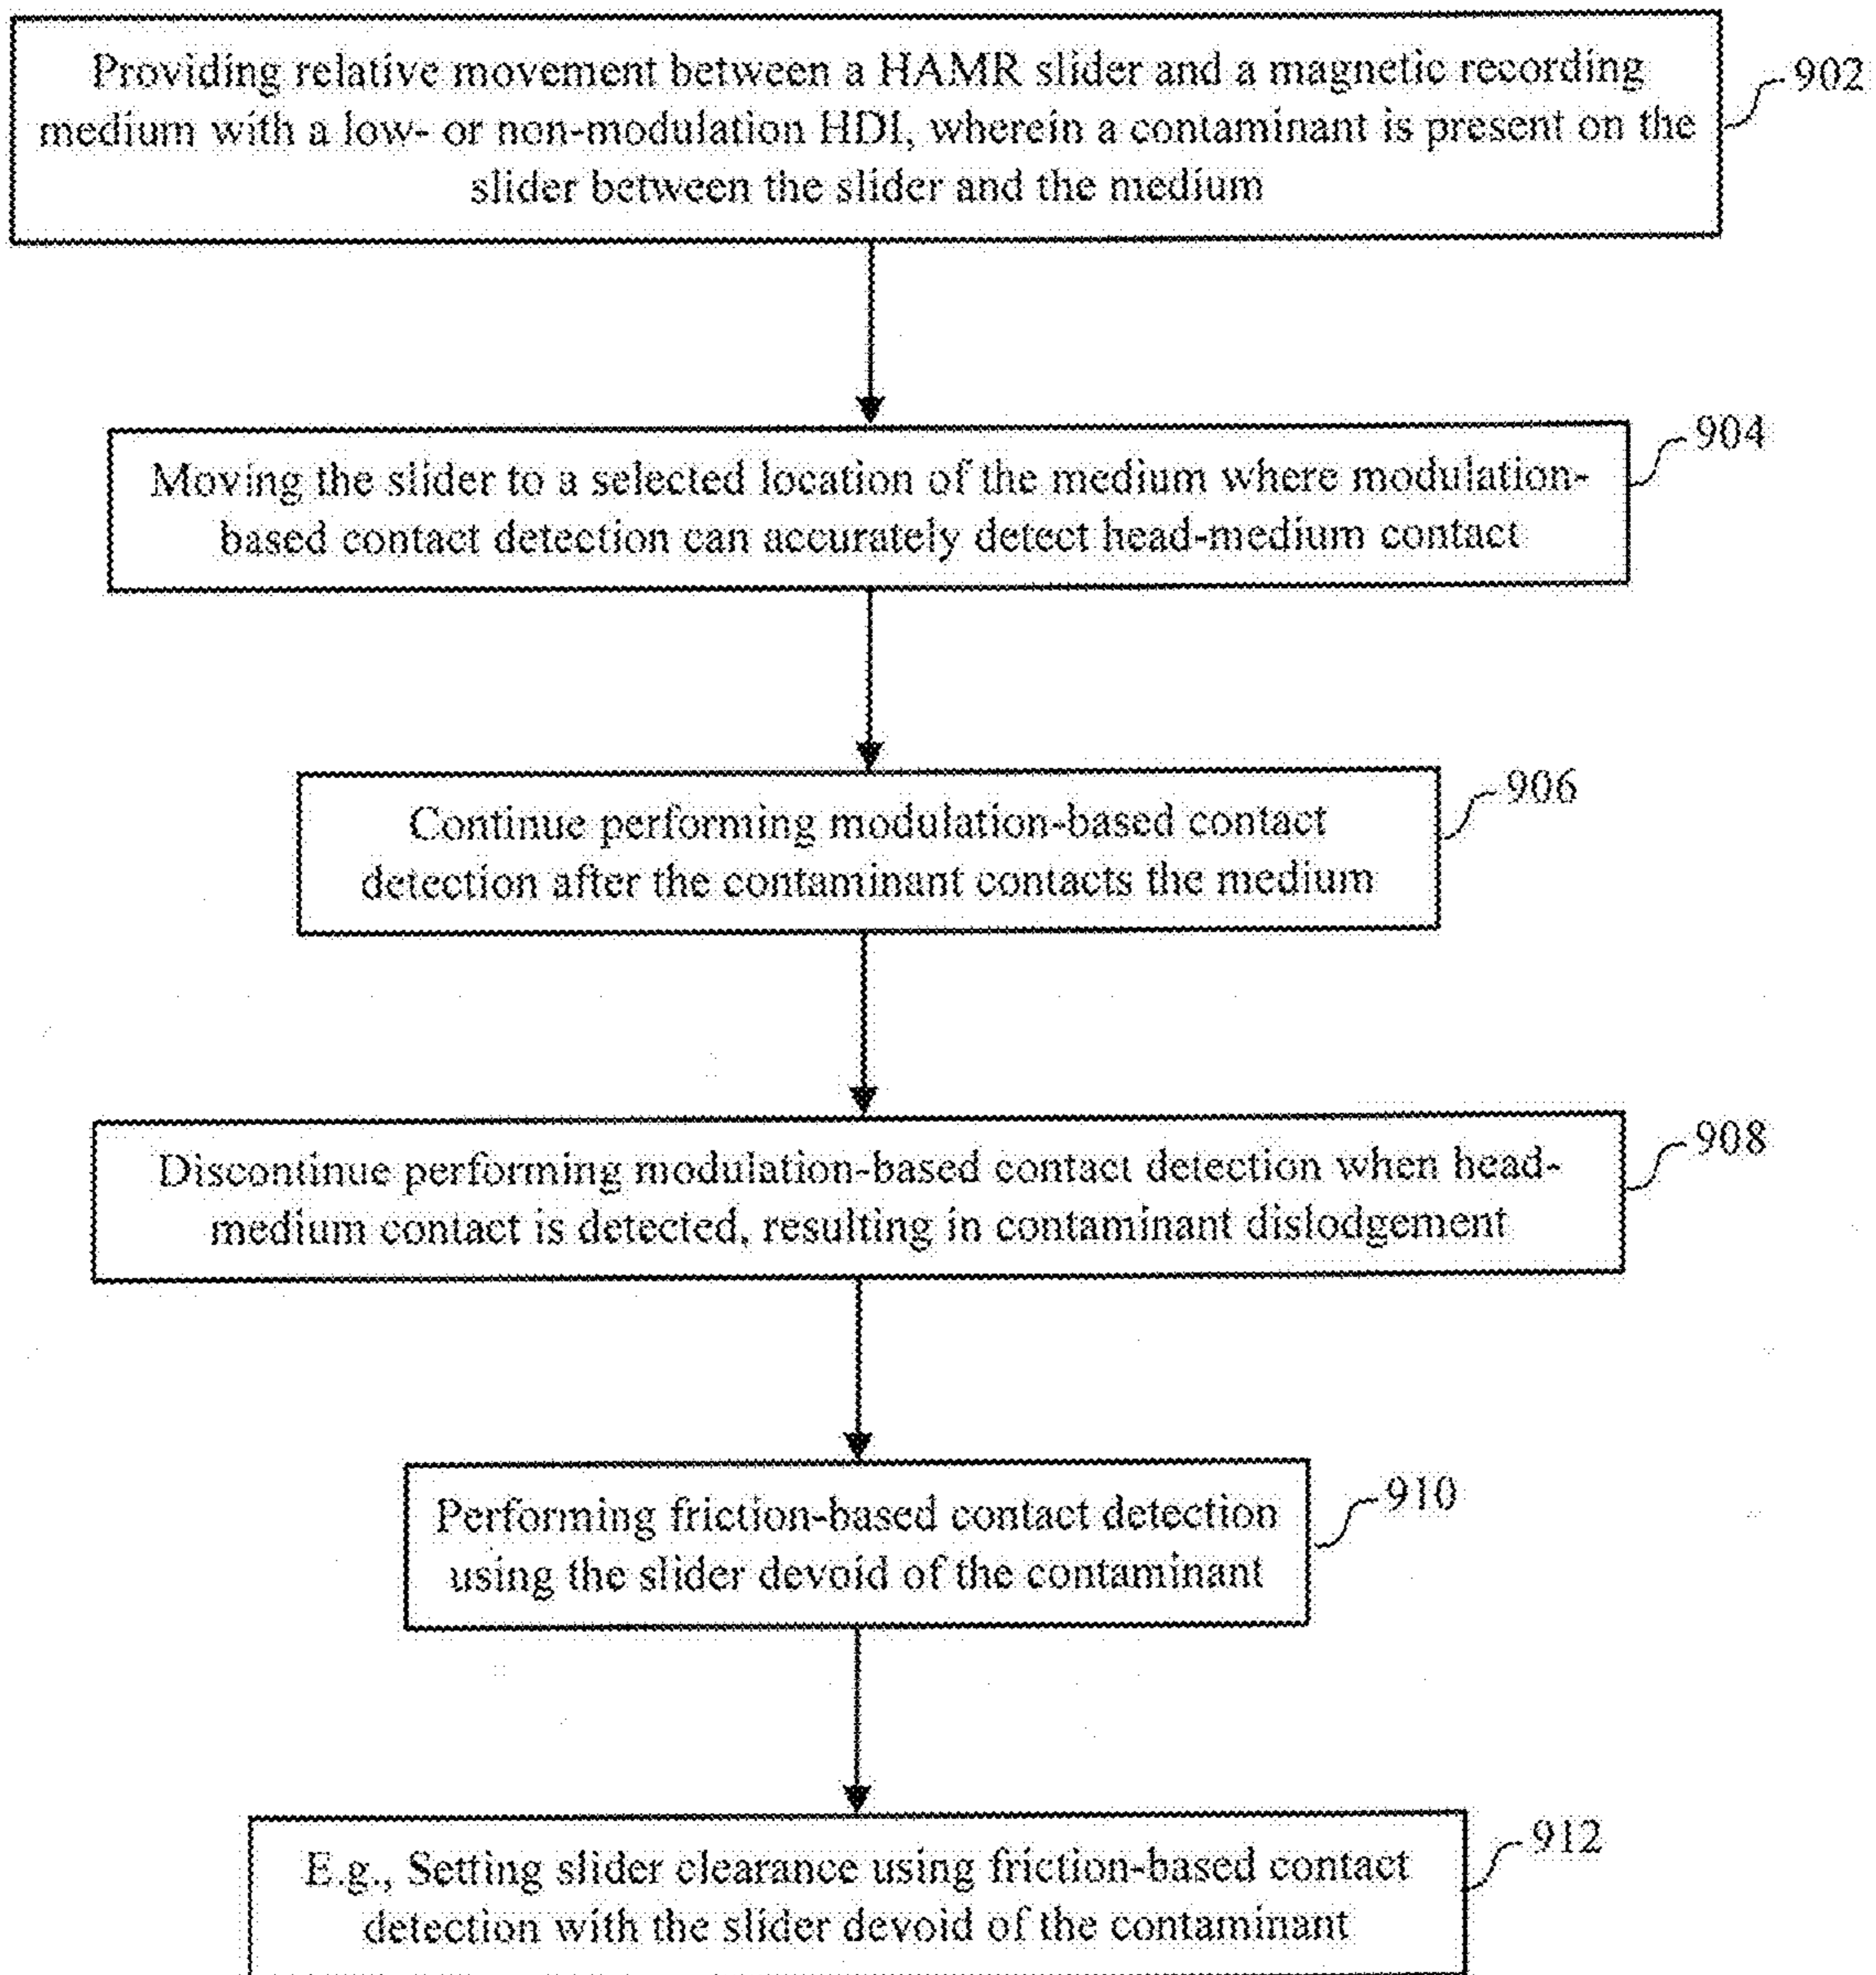 Providing relative movement between a HAMR slider and a magnetic recording
medium with a low- or non-modulation HDI, wherein a contaminant is present on the
slider between the slider and the medium
902
Moving the slider to a selected location of the medium where modulation-
based contact detection can accurately detect head-medium contact
904
Continue performing modulation-based contact
detection after the contaminant contacts the medium
906
Discontinue performing modulation-based contact detection when head-
medium contact is detected, resulting in contaminant dislodgement
908
Performing friction-based contact detection
using the slider devoid of the contaminant
910
E.g., Setting slider clearance using friction-based contact
detection with the slider devoid of the contaminant
912